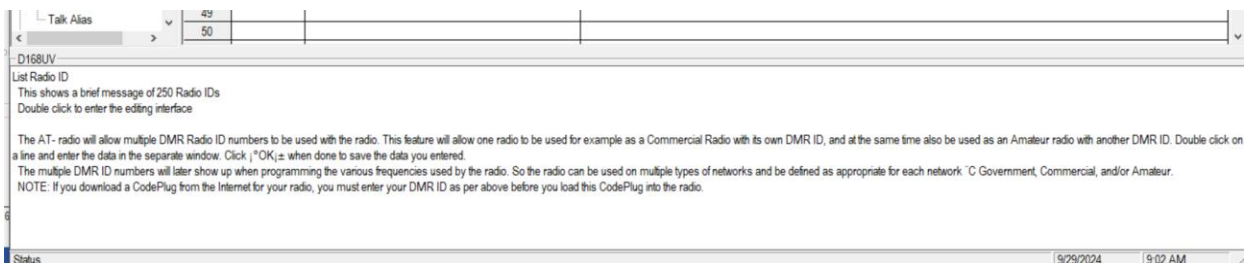 Talk Alias
49
50
D168UV
List Radio ID
This shows a brief message of 250 Radio IDs
Double click to enter the editing interface
The AT- radio will allow multiple DMR Radio ID numbers to be used with the radio. This feature will allow one radio to be used for example as a Commercial Radio with its own DMR ID, and at the same time also be used as an Amateur radio with another DMR ID. Double click on
a line and enter the data in the separate window. Click ¡°OK¡± when done to save the data you entered.
The multiple DMR ID numbers will later show up when programming the various frequencies used by the radio. So the radio can be used on multiple types of networks and be defined as appropriate for each network ¨C Government, Commercial, and/or Amateur.
NOTE: If you download a CodePlug from the Internet for your radio, you must enter your DMR ID as per above before you load this CodePlug into the radio.
Status
9/29/2024
9:02 AM